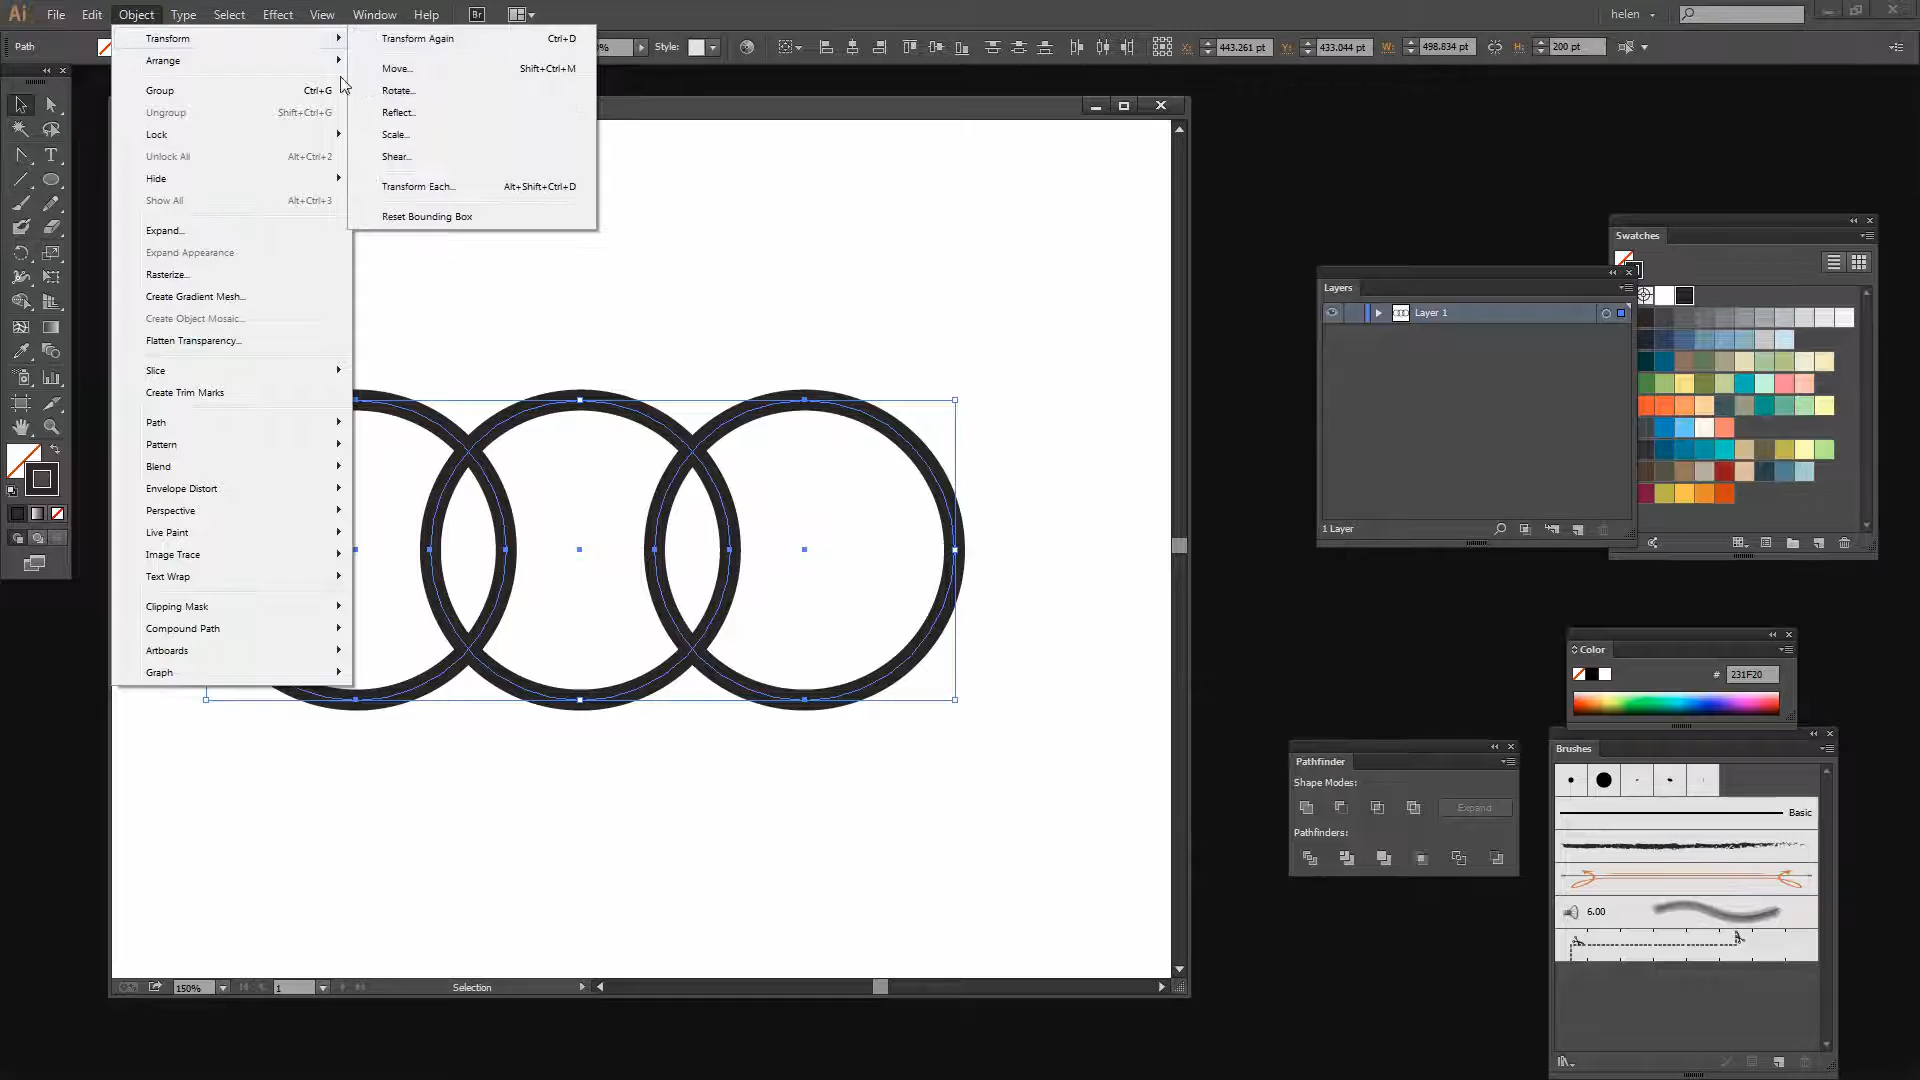 Ai File Edit Object Type Select Effect View Window Help Br helen
Path % Style: X: 443.261 pt Y: 433.044 pt W: 498.834 pt H: 200 pt
Transform
Arrange
Group Ctrl+G
Ungroup Shift+Ctrl+G
Lock
Unlock All Alt+Ctrl+2
Hide
Show All Alt+Ctrl+3
Expand...
Expand Appearance
Rasterize...
Create Gradient Mesh...
Create Object Mosaic...
Flatten Transparency...
Slice
Create Trim Marks
Path
Pattern
Blend
Envelope Distort
Perspective
Live Paint
Image Trace
Text Wrap
Clipping Mask
Compound Path
Artboards
Graph
Transform Again Ctrl+D
Move... Shift+Ctrl+M
Rotate...
Reflect...
Scale...
Shear...
Transform Each... Alt+Shift+Ctrl+D
Reset Bounding Box
Swatches
Layers
Layer 1
1 Layer
Color
# 231F20
Pathfinder
Shape Modes:
Expand
Pathfinders:
Brushes
Basic
6.00
150% 1 Selection